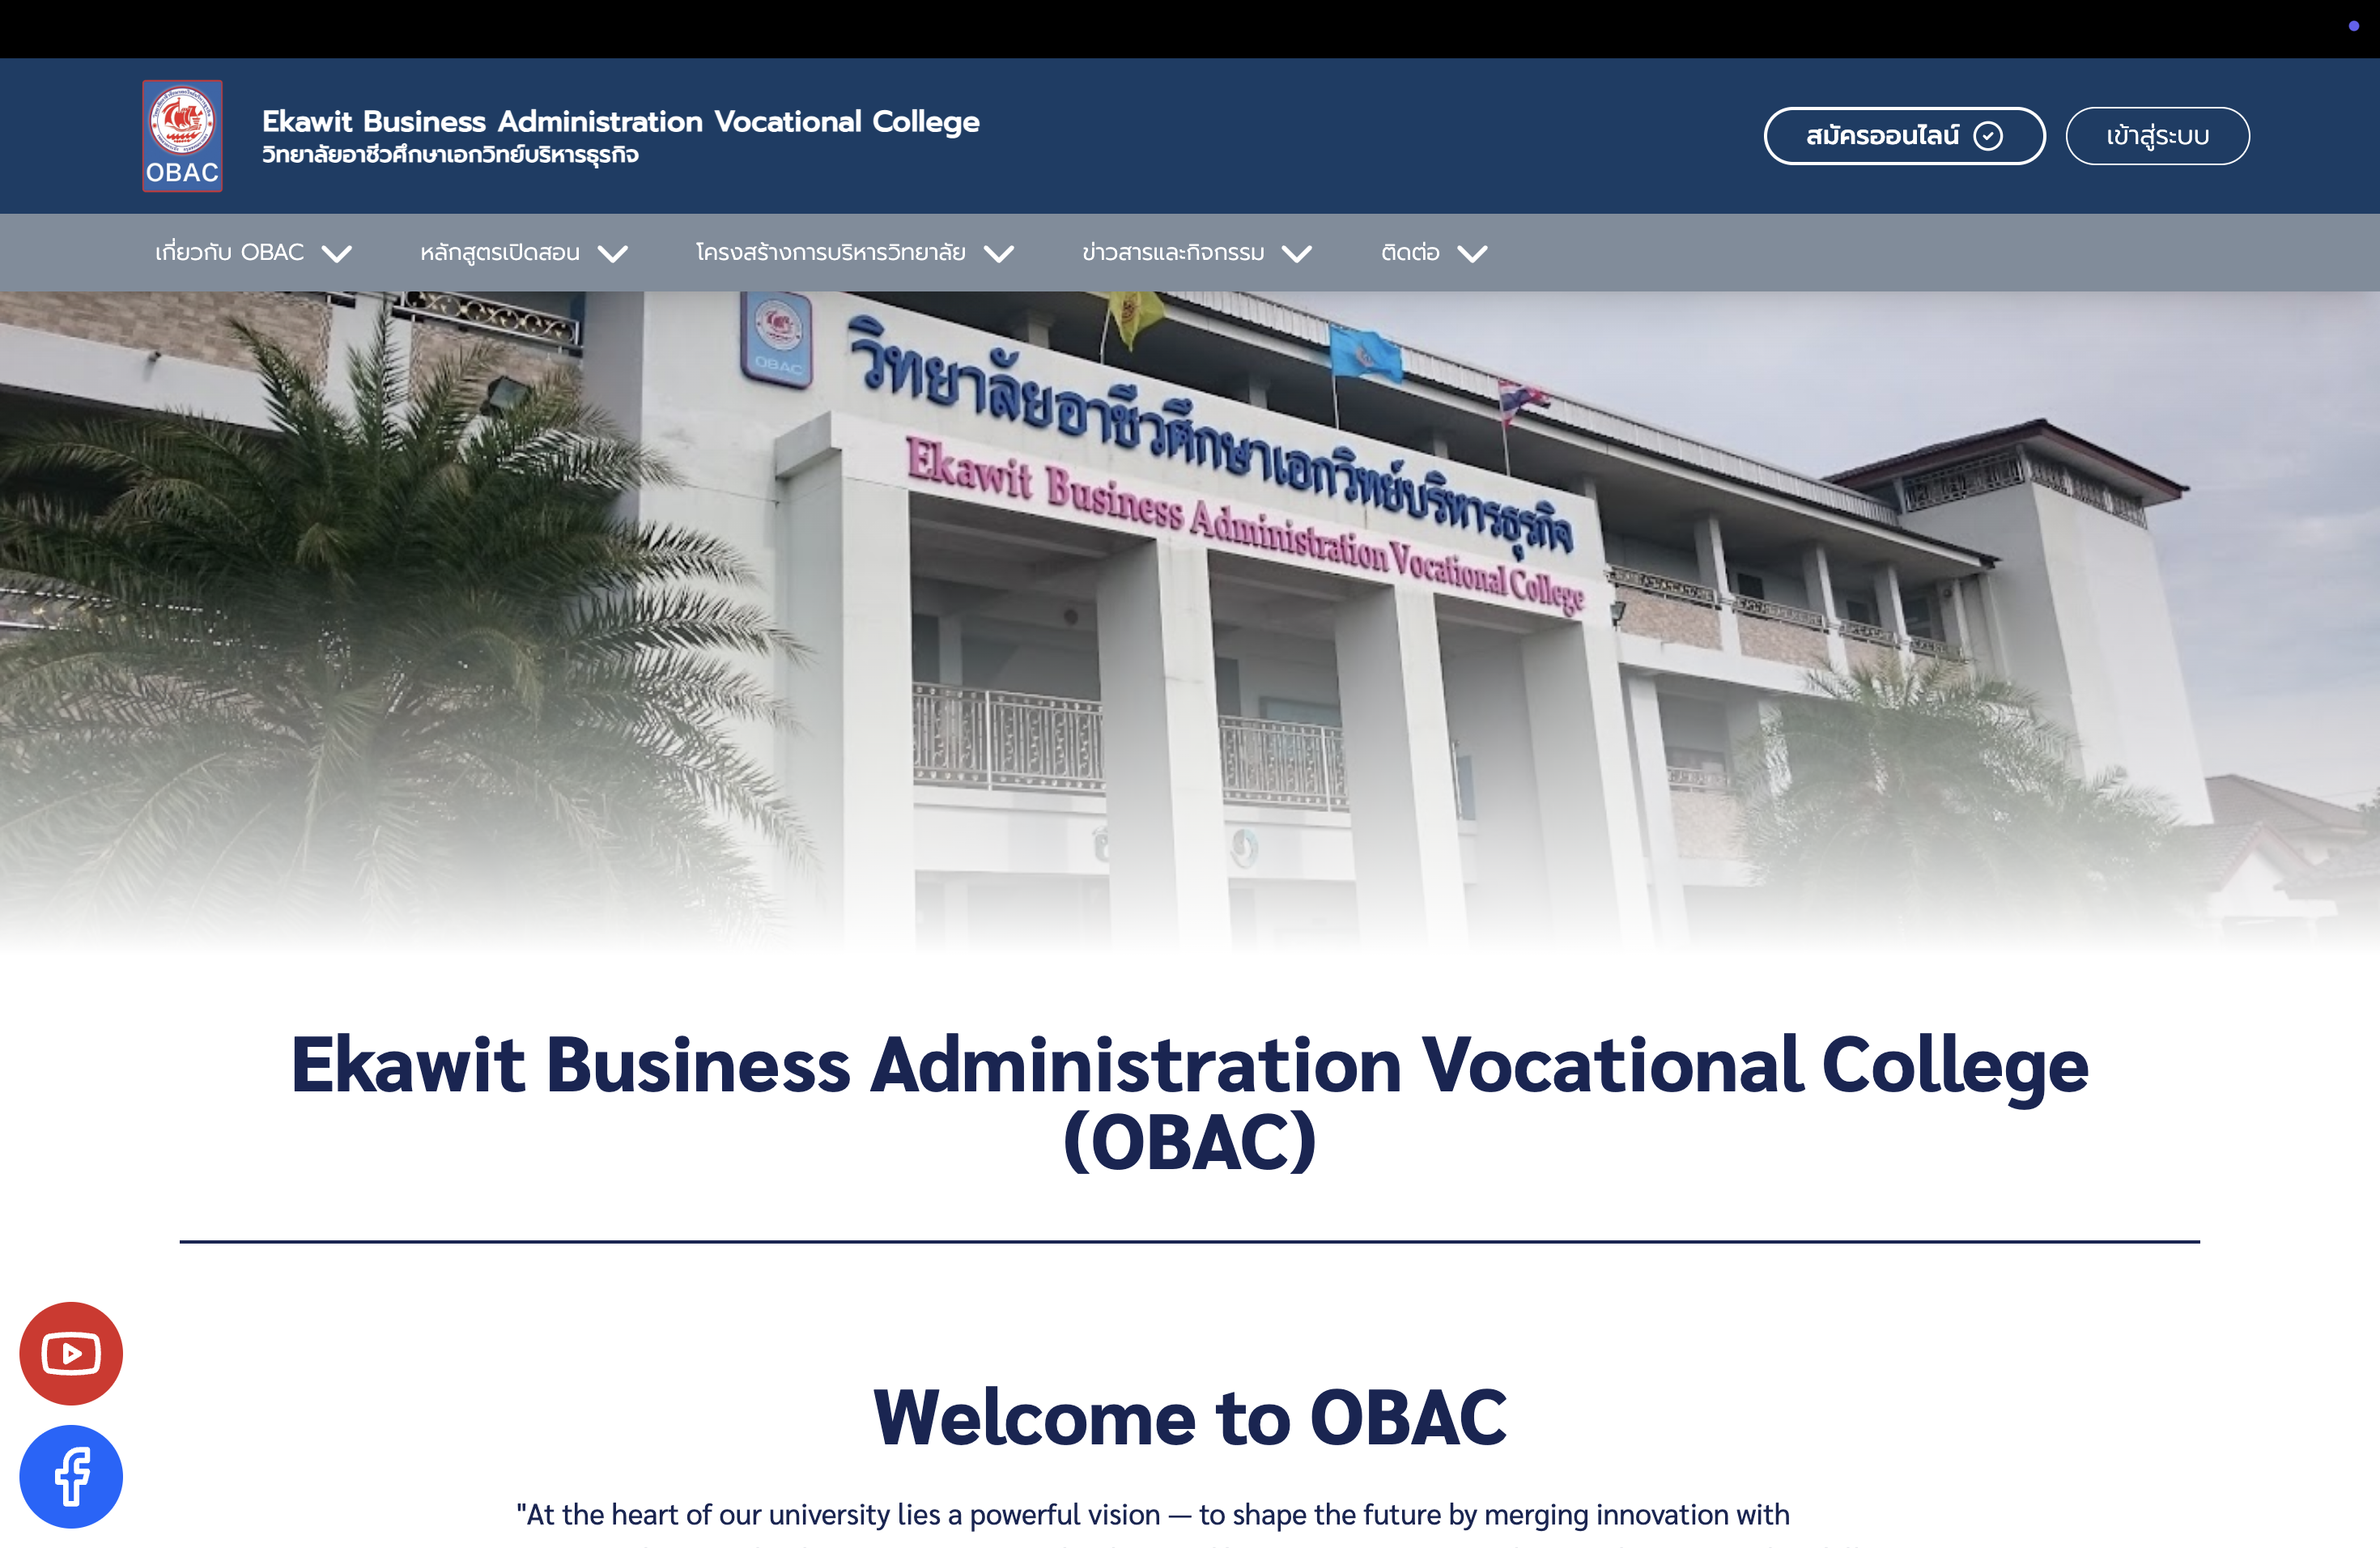 OBAC
Ekawit Business Administration Vocational College
วิทยาลัยอาชีวศึกษาเอกวิทย์บริหารธุรกิจ
สมัครออนไลน์
เข้าสู่ระบบ
เกี่ยวกับ OBAC
หลักสูตรเปิดสอน
โครงสร้างการบริหารวิทยาลัย
ข่าวสารและกิจกรรม
ติดต่อ
OBAC
วิทยาลัยอาชีวศึกษาเอกวิทย์บริหารธุรกิจ
Ekawit Business Administration Vocational College
Ekawit Business Administration Vocational College
(OBAC)
Welcome to OBAC
"At the heart of our university lies a powerful vision — to shape the future by merging innovation with